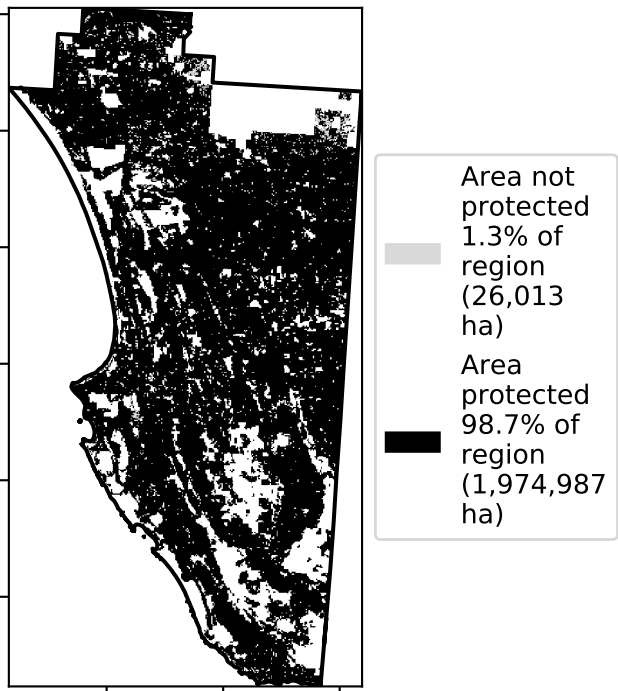 Area not
protected
1.3% of
region
(26,013
ha)
Area
protected
98.7% of
region
(1,974,987
ha)